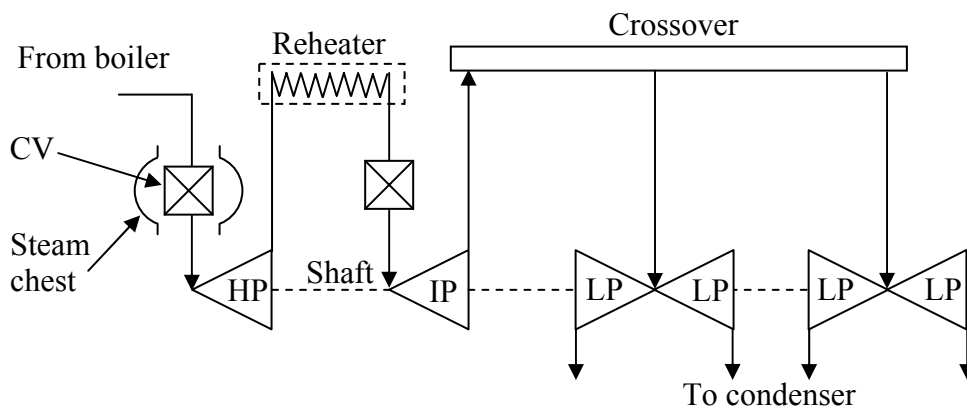 Crossover
Reheater
From boiler
CV
Steam
chest
Shaft
HP
IP
LP
LP
LP
LP
To condenser